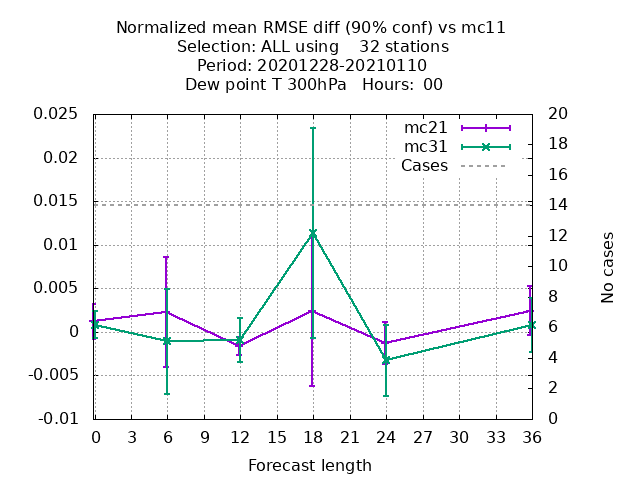 Normalized mean RMSE diff (90% conf) vs mc11
Selection: ALL using    32 stations
Period: 20201228-20210110
Dew point T 300hPa   Hours:  00
mc21
mc31
Cases
0.025
0.02
0.015
0.01
0.005
0
-0.005
-0.01
20
18
16
14
12
10
8
6
4
2
0
No cases
0 3 6 9 12 15 18 21 24 27 30 33 36
Forecast length